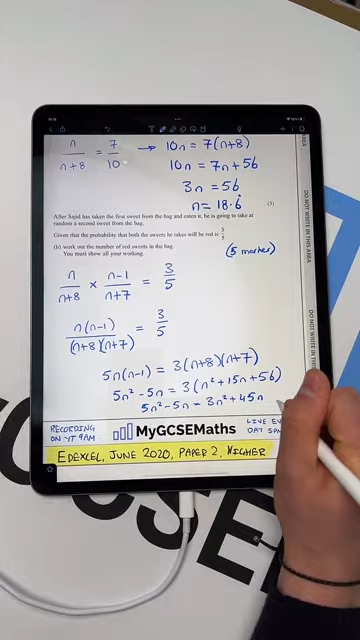 n/n+8 = 7/10 → 10n = 7(n+8)
10n = 7n + 56
3n = 56
n = 18.6̇
(3)
After Sajid has taken the first sweet from the bag and eaten it, he is going to take at
random a second sweet from the bag.
Given that the probability that both the sweets he takes will be red is 3/5
(b) work out the number of red sweets in the bag.
You must show all your working.
(5 marks)
n/n+8 × n-1/n+7 = 3/5
n(n-1)/(n+8)(n+7) = 3/5
5n(n-1) = 3(n+8)(n+7)
5n² - 5n = 3(n² + 15n + 56)
5n² - 5n = 3n² + 45n
RECORDING
ON YT 9AM
MyGCSEMaths
EDEXCEL, JUNE 2020, PAPER 2, HIGHER
DO NOT WRITE IN THIS AREA